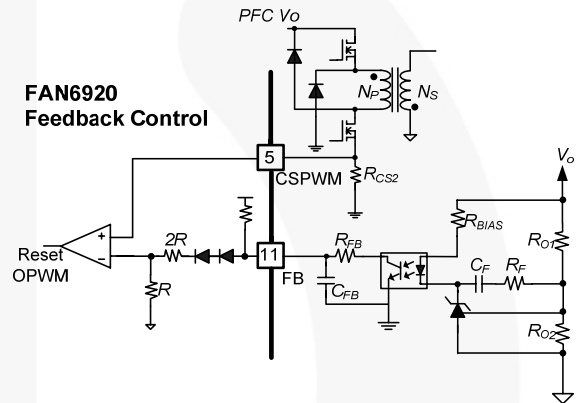 PFC Vo
FAN6920
Feedback Control
NP
NS
5
CSPWM
RCS2
Vo
RBIAS
RO1
2R
11
FB
RFB
Reset
OPWM
+
-
R
CFB
CF
RF
RO2